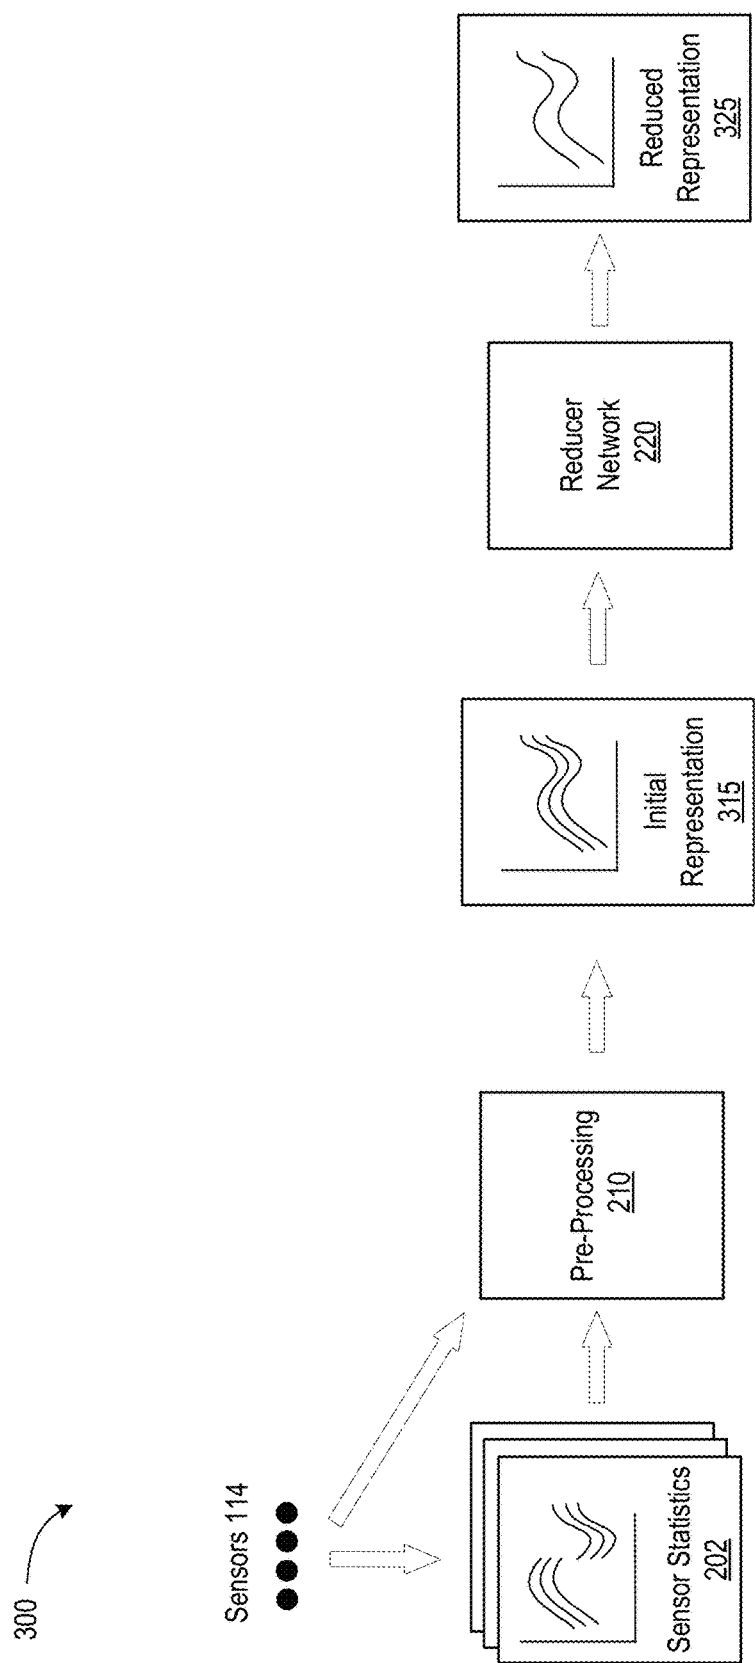 300
Sensors 114
Sensor Statistics
202
Pre-Processing
210
Initial
Representation
315
Reducer
Network
220
Reduced
Representation
325